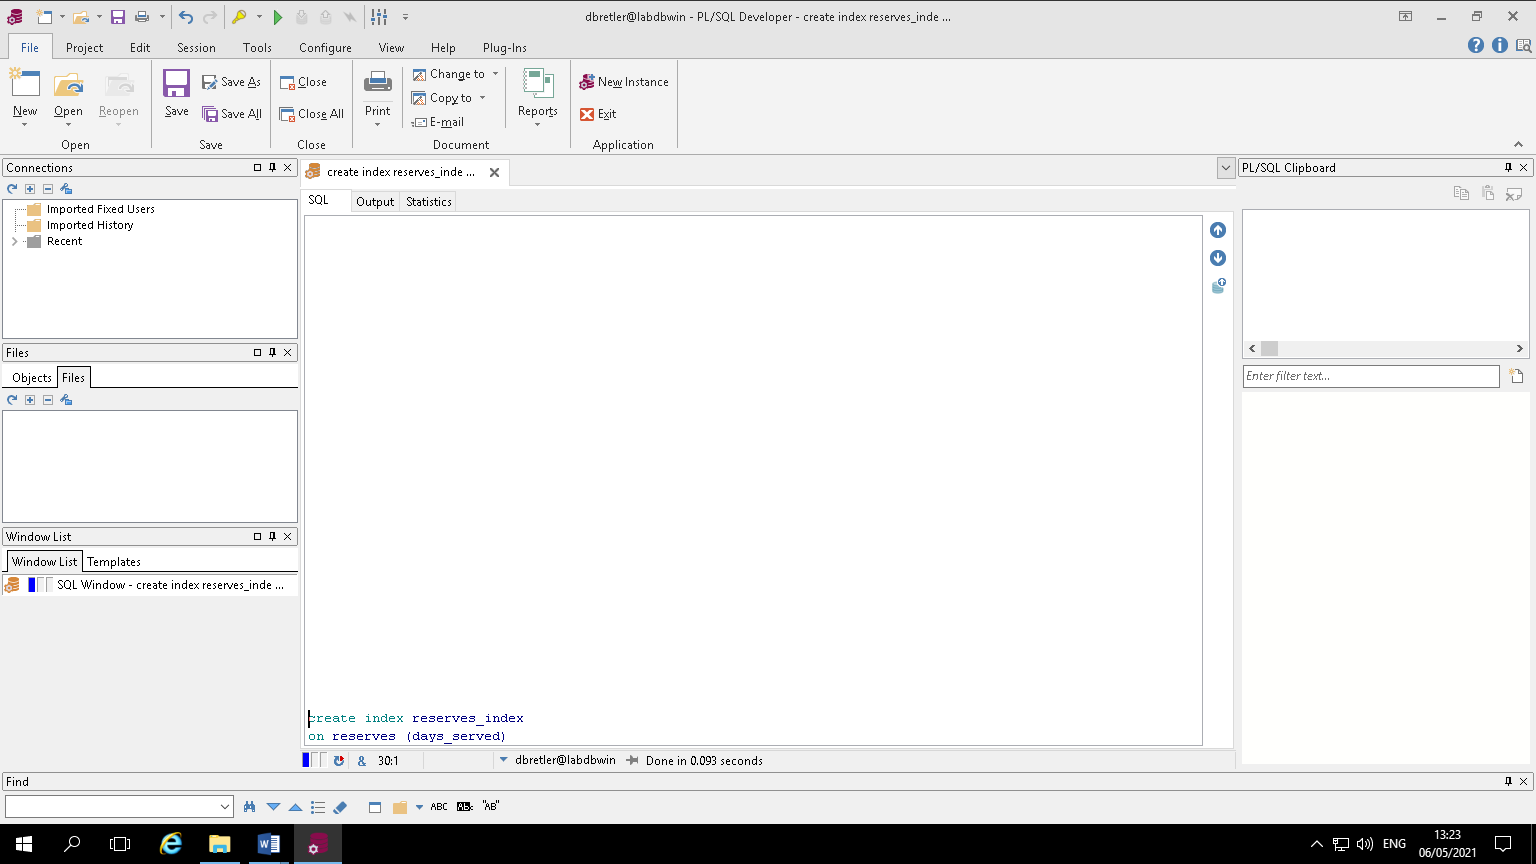 dbretler@labdbwin - PL/SQL Developer - create index reserves_inde ...
File Project Edit Session Tools Configure View Help Plug-Ins
New Open Reopen
Open
Save Save As
Save All
Save
Close
Close All
Close
Print Change to
Copy to
E-mail
Reports
Document
New Instance
Exit
Application
Connections
Imported Fixed Users
Imported History
Recent
Files
Objects Files
Window List
Window List Templates
SQL Window - create index reserves_inde ...
create index reserves_inde ...
SQL Output Statistics
create index reserves_index
on reserves (days_served)
& 30:1 dbretler@labdbwin Done in 0.093 seconds
PL/SQL Clipboard
Enter filter text...
Find
ABC AB: "AB"
ENG
13:23
06/05/2021